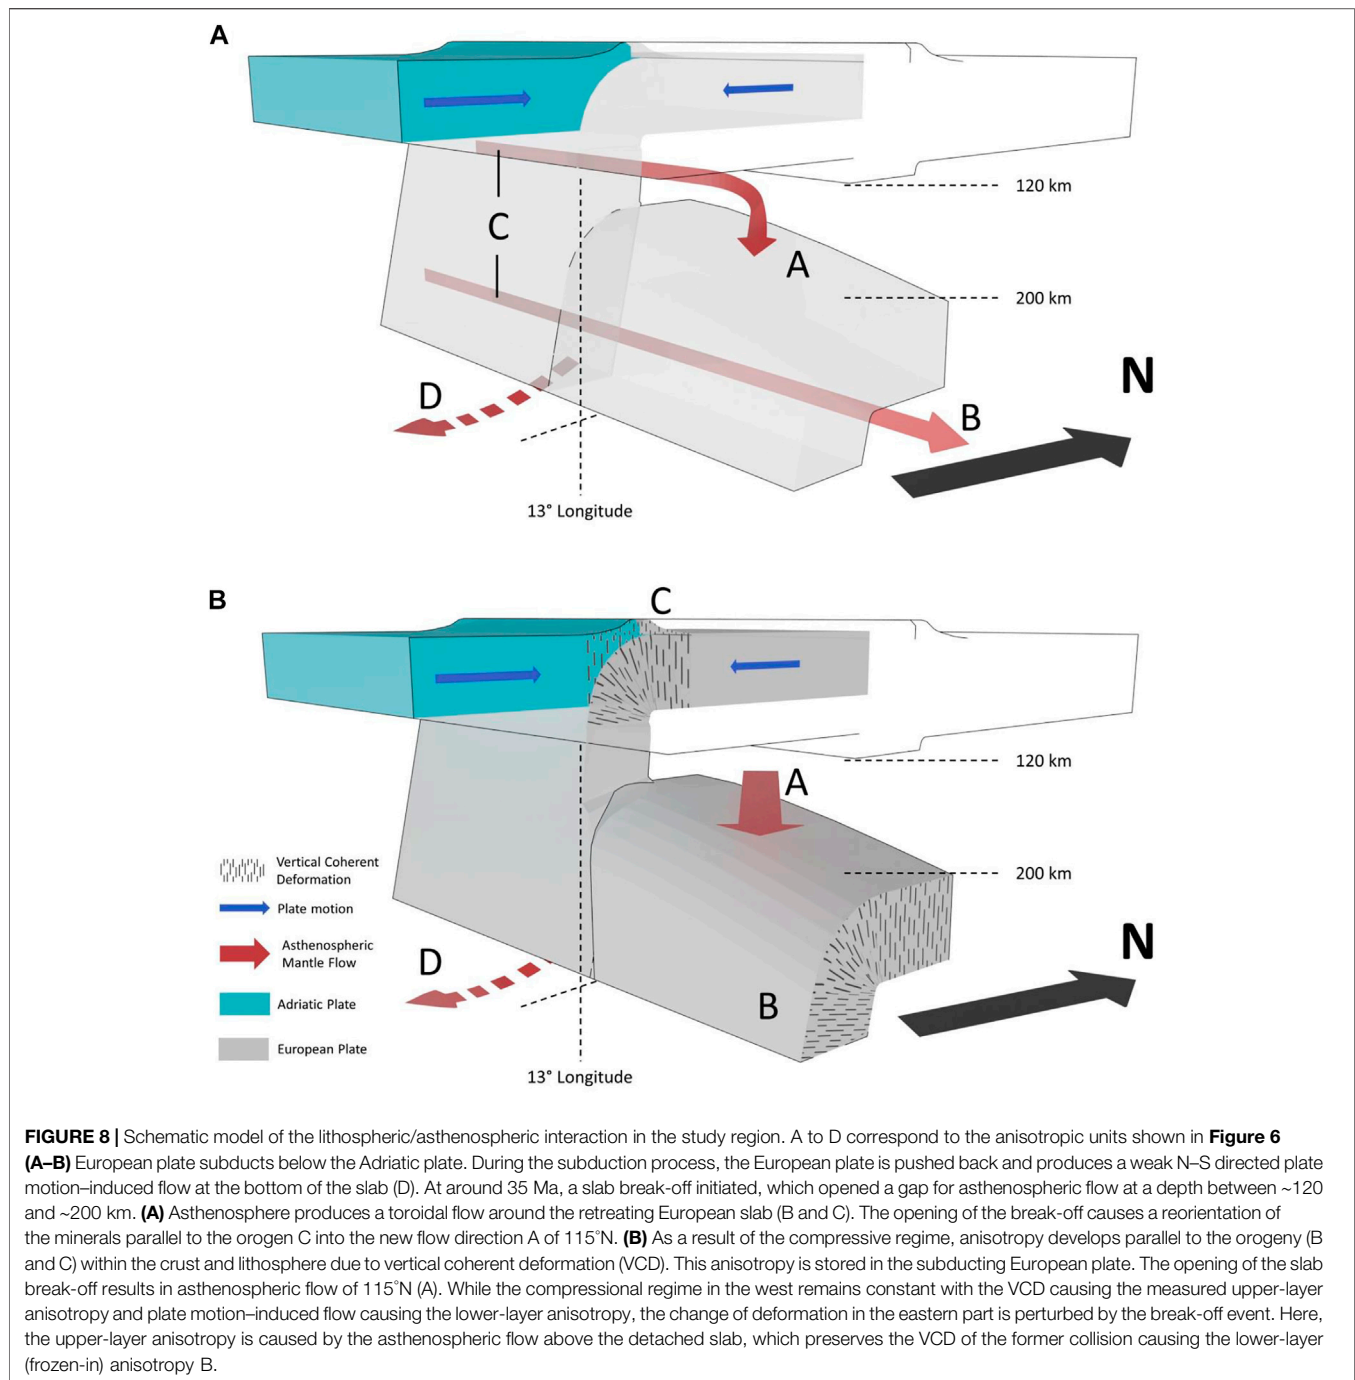 A
120 km
C
A
200 km
D
B
N
13° Longitude
B
C
120 km
A
Vertical Coherent
Deformation
200 km
Plate motion
N
Asthenospheric
Mantle Flow
D
B
Adriatic Plate
European Plate
13° Longitude
FIGURE 8 | Schematic model of the lithospheric/asthenospheric interaction in the study region. A to D correspond to the anisotropic units shown in Figure 6
(A–B) European plate subducts below the Adriatic plate. During the subduction process, the European plate is pushed back and produces a weak N–S directed plate
motion–induced flow at the bottom of the slab (D). At around 35 Ma, a slab break-off initiated, which opened a gap for asthenospheric flow at a depth between ~120
and ~200 km. (A) Asthenosphere produces a toroidal flow around the retreating European slab (B and C). The opening of the break-off causes a reorientation of
the minerals parallel to the orogen C into the new flow direction A of 115°N. (B) As a result of the compressive regime, anisotropy develops parallel to the orogeny (B
and C) within the crust and lithosphere due to vertical coherent deformation (VCD). This anisotropy is stored in the subducting European plate. The opening of the slab
break-off results in asthenospheric flow of 115°N (A). While the compressional regime in the west remains constant with the VCD causing the measured upper-layer
anisotropy and plate motion–induced flow causing the lower-layer anisotropy, the change of deformation in the eastern part is perturbed by the break-off event. Here,
the upper-layer anisotropy is caused by the asthenospheric flow above the detached slab, which preserves the VCD of the former collision causing the lower-layer
(frozen-in) anisotropy B.